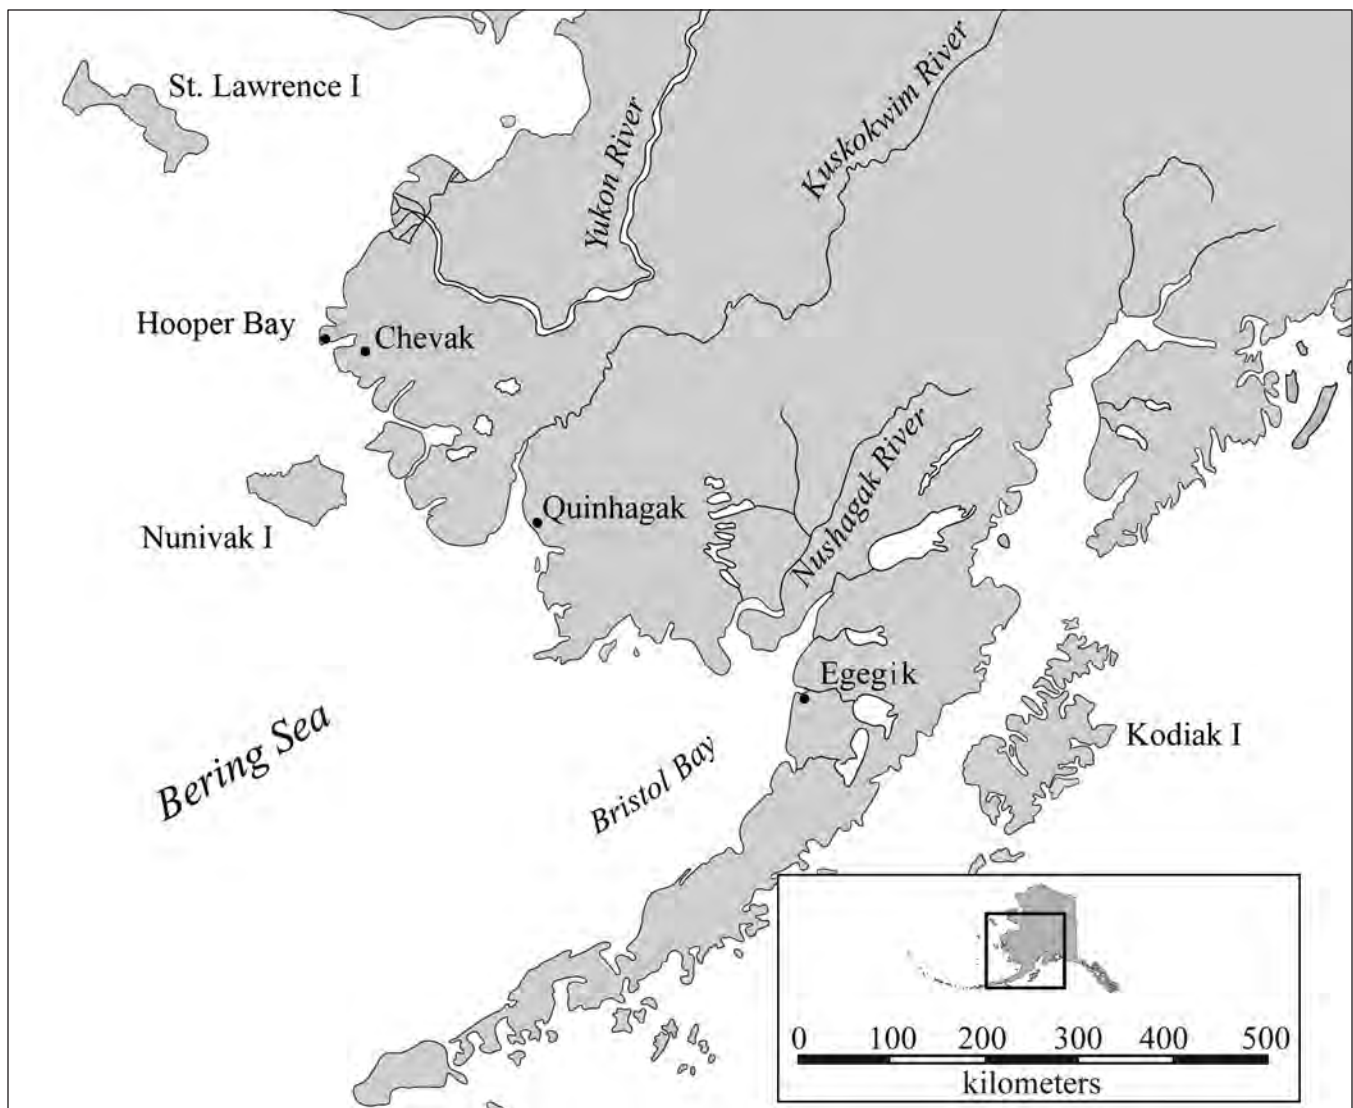 St. Lawrence I
Yukon River
Kuskokwim River
Hooper Bay
Chevak
Nunivak I
Quinhagak
Nushagak River
Egegik
Kodiak I
Bering Sea
Bristol Bay
0 100 200 300 400 500
kilometers